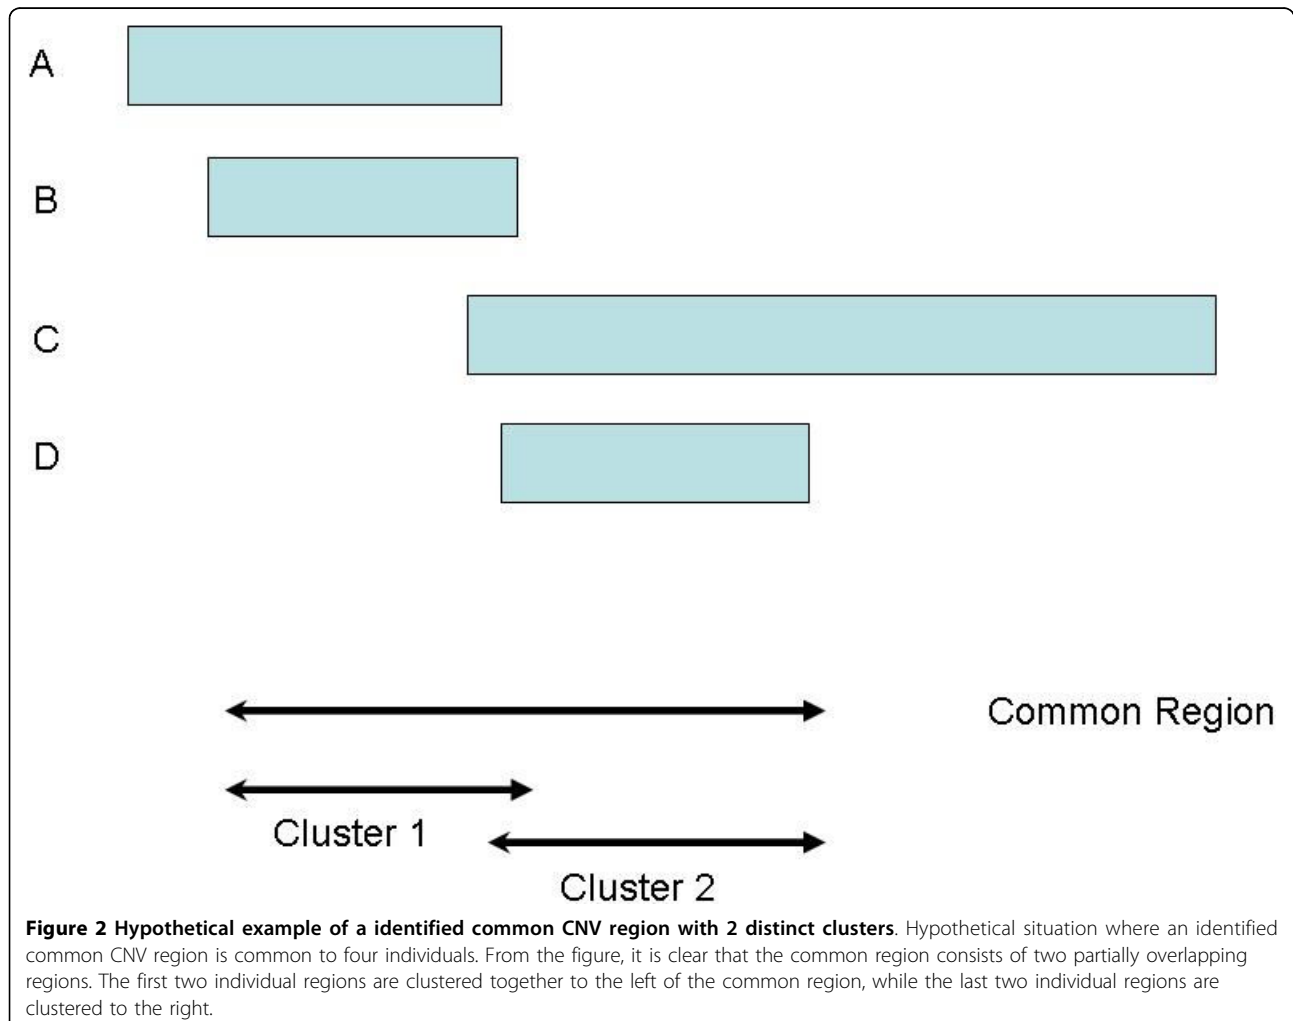 A
B
C
D
Common Region
Cluster 1
Cluster 2
Figure 2 Hypothetical example of a identified common CNV region with 2 distinct clusters. Hypothetical situation where an identified
common CNV region is common to four individuals. From the figure, it is clear that the common region consists of two partially overlapping
regions. The first two individual regions are clustered together to the left of the common region, while the last two individual regions are
clustered to the right.